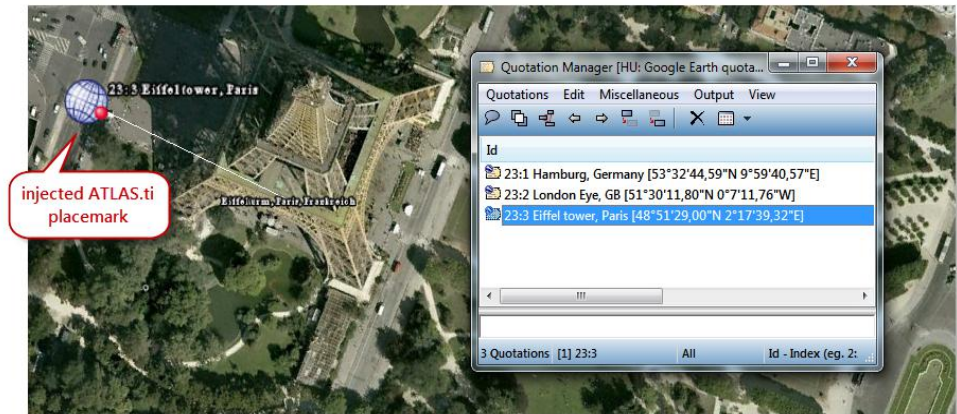 23:3 Eiffel tower, Paris
injected ATLAS.ti
placemark
Eiffelturm, Paris, Frankreich
Quotation Manager [HU: Google Earth quota...
Quotations Edit Miscellaneous Output View
Id
23:1 Hamburg, Germany [53°32'44,59"N 9°59'40,57"E]
23:2 London Eye, GB [51°30'11,80"N 0°7'11,76"W]
23:3 Eiffel tower, Paris [48°51'29,00"N 2°17'39,32"E]
3 Quotations [1] 23:3 All Id - Index (eg. 2: